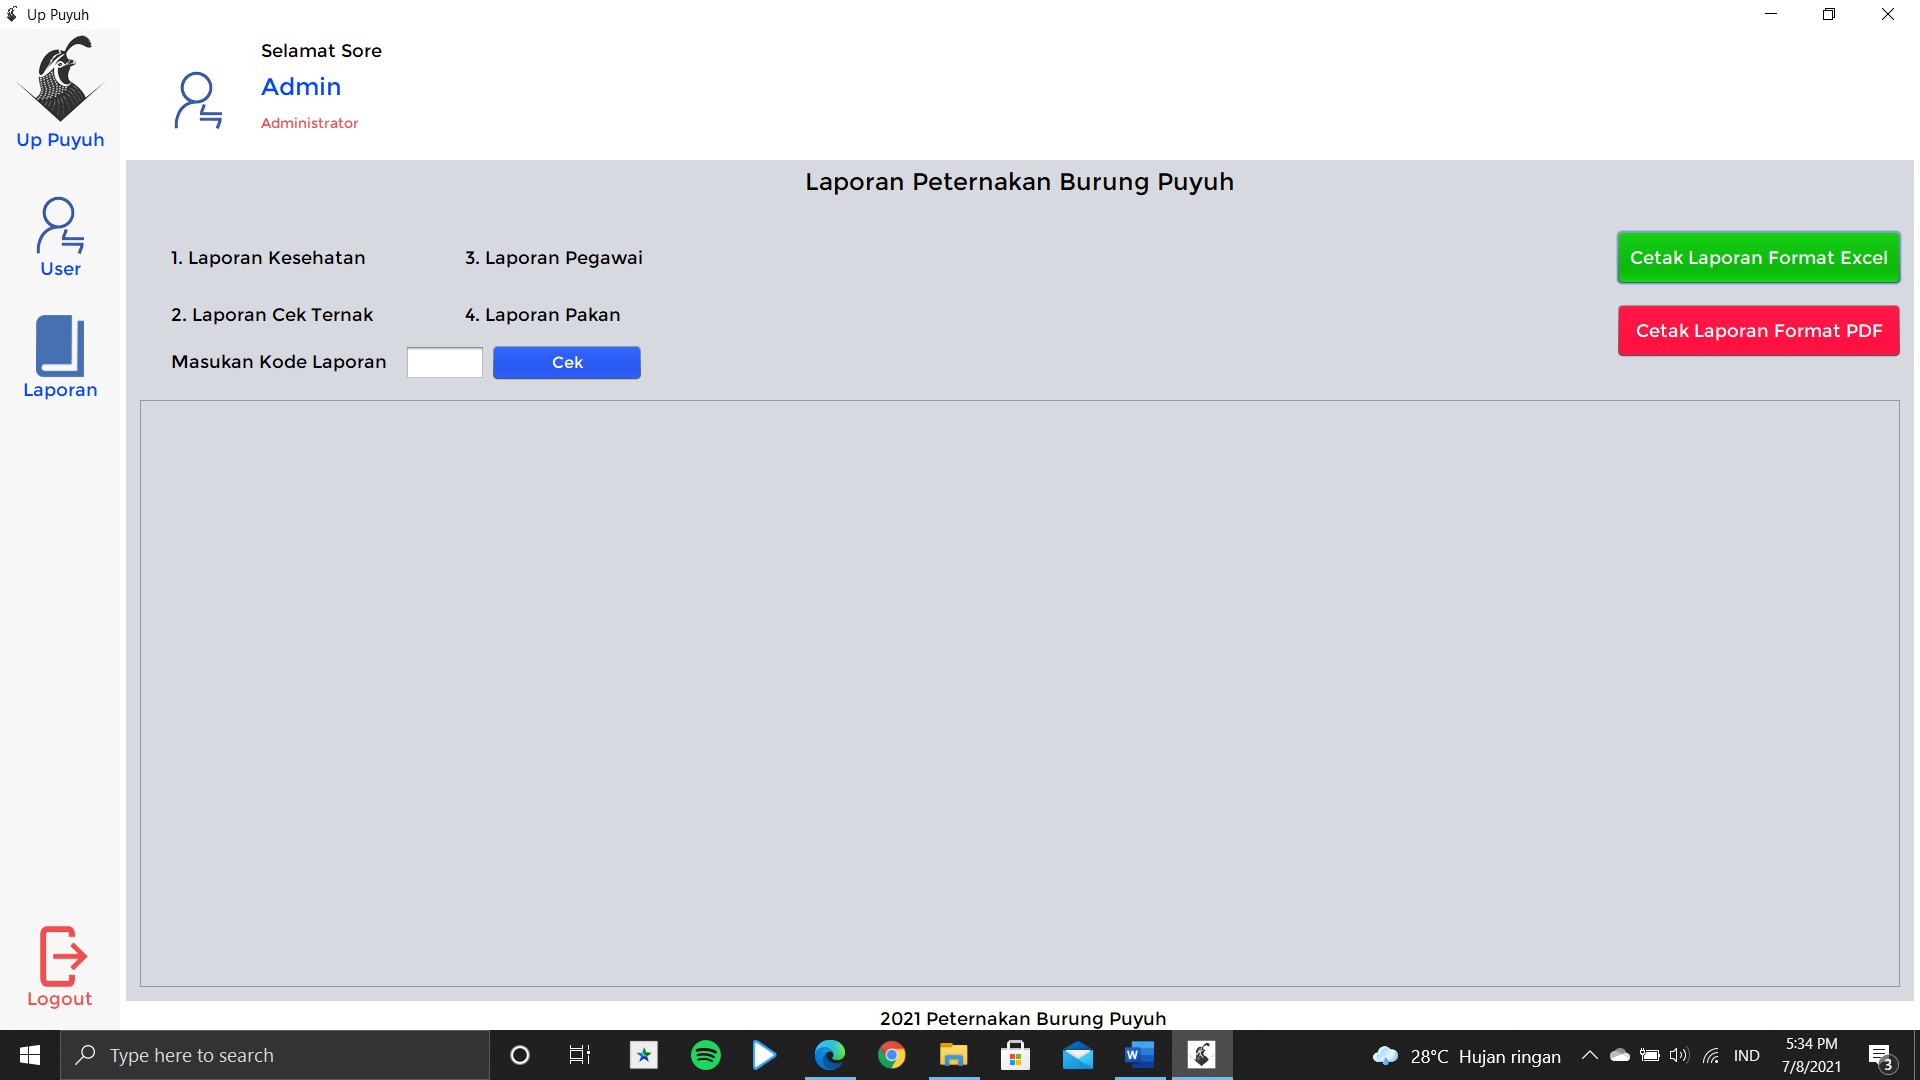 Up Puyuh
Selamat Sore
Admin
Administrator
Up Puyuh
User
Laporan
Logout
Laporan Peternakan Burung Puyuh
1. Laporan Kesehatan
3. Laporan Pegawai
2. Laporan Cek Ternak
4. Laporan Pakan
Masukan Kode Laporan
Cek
Cetak Laporan Format Excel
Cetak Laporan Format PDF
2021 Peternakan Burung Puyuh
Type here to search
28°C Hujan ringan
IND
5:34 PM
7/8/2021
3